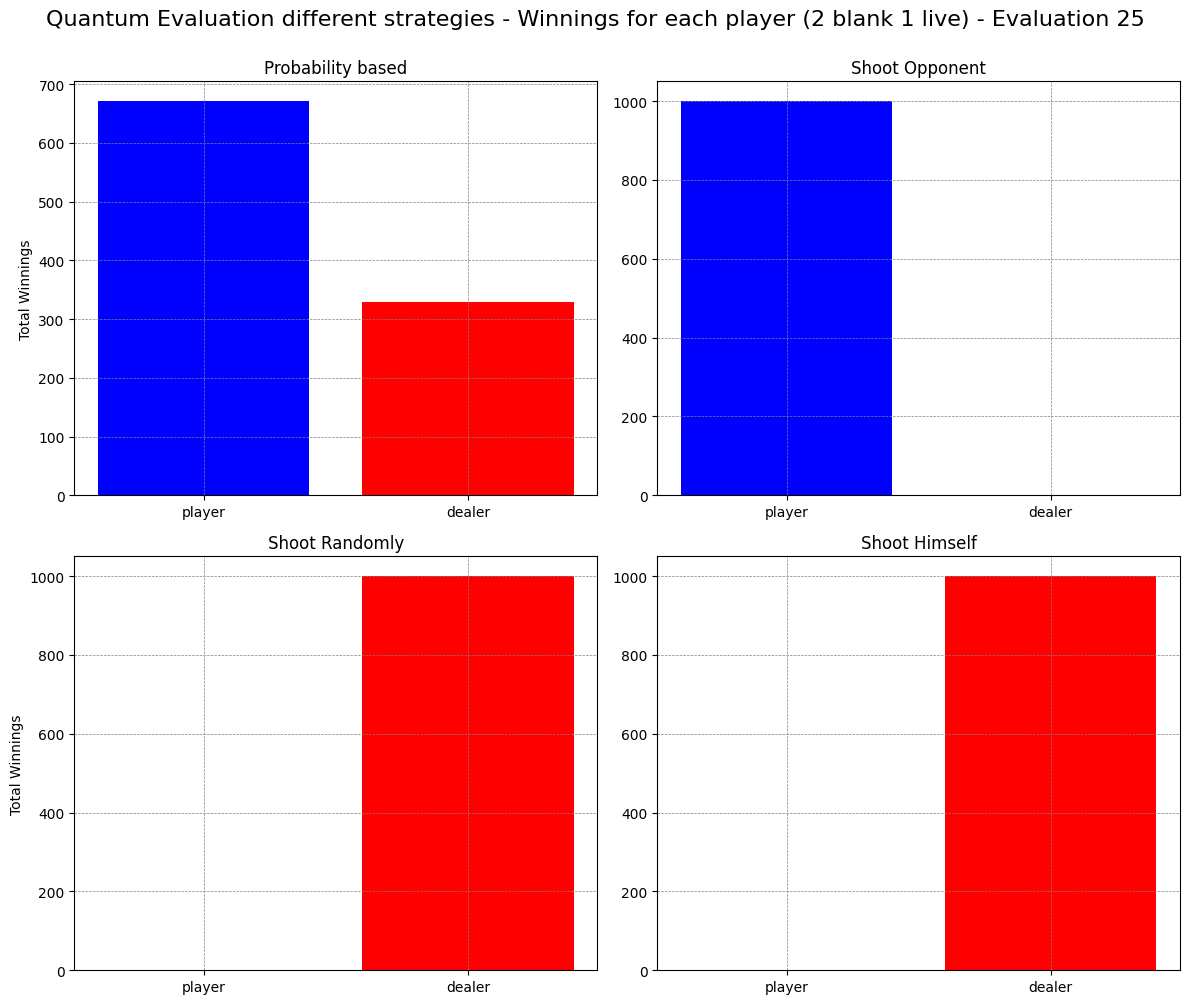 Quantum Evaluation different strategies - Winnings for each player (2 blank 1 live) - Evaluation 25
Probability based
Total Winnings
700
600
500
400
300
200
100
0
player dealer
Shoot Opponent
1000
800
600
400
200
0
player dealer
Shoot Randomly
Total Winnings
1000
800
600
400
200
0
player dealer
Shoot Himself
1000
800
600
400
200
0
player dealer